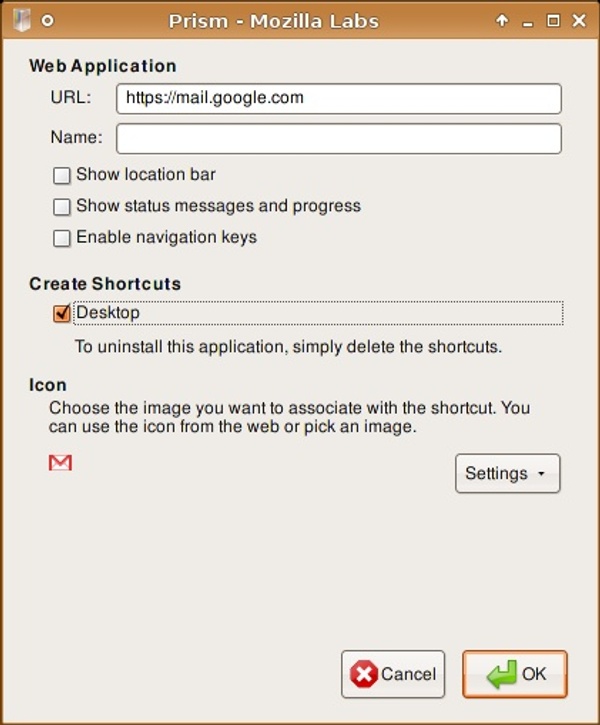 Prism - Mozilla Labs
Web Application
URL: https://mail.google.com
Name:
Show location bar
Show status messages and progress
Enable navigation keys
Create Shortcuts
Desktop
To uninstall this application, simply delete the shortcuts.
Icon
Choose the image you want to associate with the shortcut. You
can use the icon from the web or pick an image.
Settings
Cancel OK